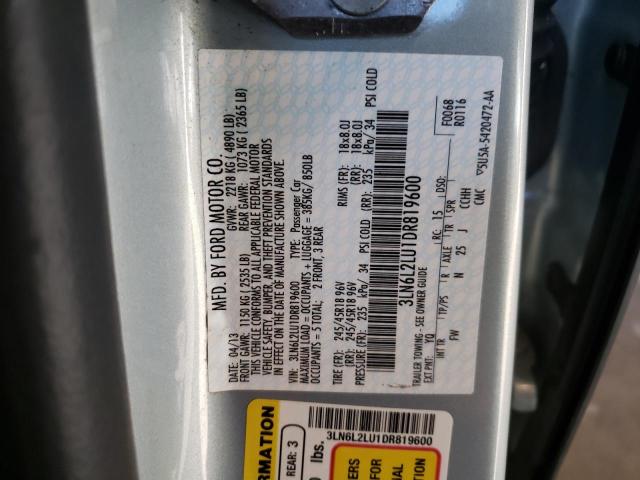 MFD. BY FORD MOTOR CO.
DATE: 04/13 GVWR: 2218 KG ( 4890 LB)
FRONT GAWR: 1150 KG ( 2535 LB) REAR GAWR: 1073 KG ( 2365 LB)
THIS VEHICLE CONFORMS TO ALL APPLICABLE FEDERAL MOTOR
VEHICLE SAFETY, BUMPER, AND THEFT PREVENTION STANDARDS
IN EFFECT ON THE DATE OF MANUFACTURE SHOWN ABOVE.
VIN: 3LN6L2LU1DR819600 TYPE: Passenger Car
MAXIMUM LOAD = OCCUPANTS + LUGGAGE = 385KG/ 850LB
OCCUPANTS = 5 TOTAL: 2 FRONT, 3 REAR
TIRE (FR): 245/45R18 96V RIMS (FR): 18x8.0J
TIRE (RR): 245/45R18 96V (RR): 18x8.0J
PRESSURE (FR): 235 kPa/ 34 PSI COLD (RR): 235 kPa/ 34 PSI COLD
3LN6L2LU1DR819600 F0068
R0116
TRAILER TOWING - SEE OWNER GUIDE
EXT PNT: YQ RC: 15 DSO:
INT TR TP/PS R AXLE TR SPR
FW N 25 J CCHH
CMC 5U5A-5420472-AA
3LN6L2LU1DR819600
REAR: 3
lbs.